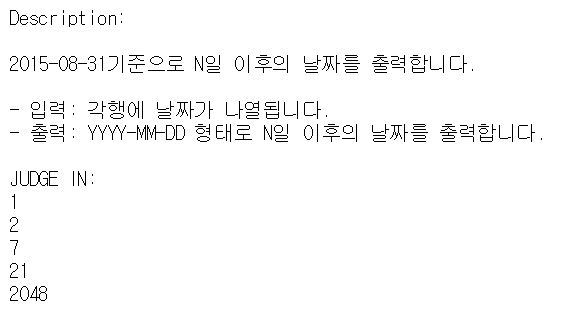 Description:
2015-08-31기준으로 N일 이후의 날짜를 출력합니다.
- 입력: 각행에 날짜가 나열됩니다.
- 출력: YYYY-MM-DD 형태로 N일 이후의 날짜를 출력합니다.
JUDGE IN:
1
2
7
21
2048